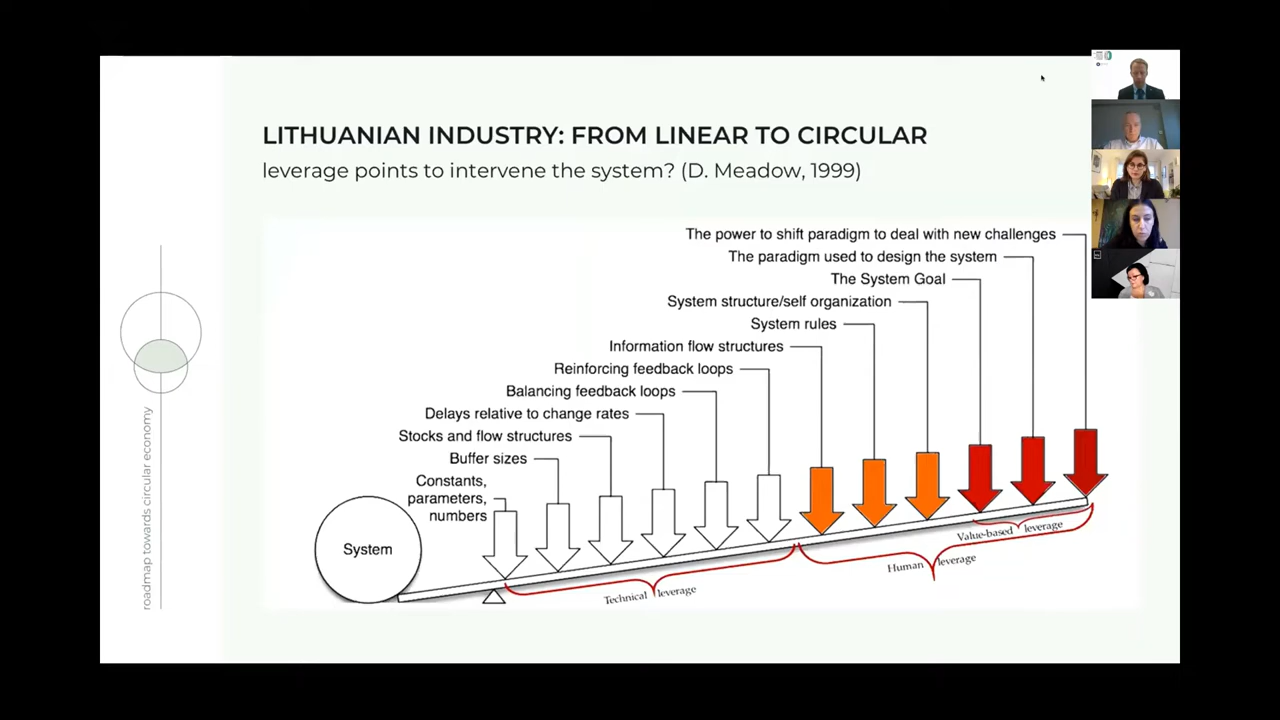 LITHUANIAN INDUSTRY: FROM LINEAR TO CIRCULAR
leverage points to intervene the system? (D. Meadow, 1999)
The power to shift paradigm to deal with new challenges
The paradigm used to design the system
The System Goal
System structure/self organization
System rules
Information flow structures
Reinforcing feedback loops
Balancing feedback loops
Delays relative to change rates
Stocks and flow structures
Buffer sizes
Constants,
parameters,
numbers
System
Technical leverage
Human leverage
Value-based leverage
roadmap towards circular economy